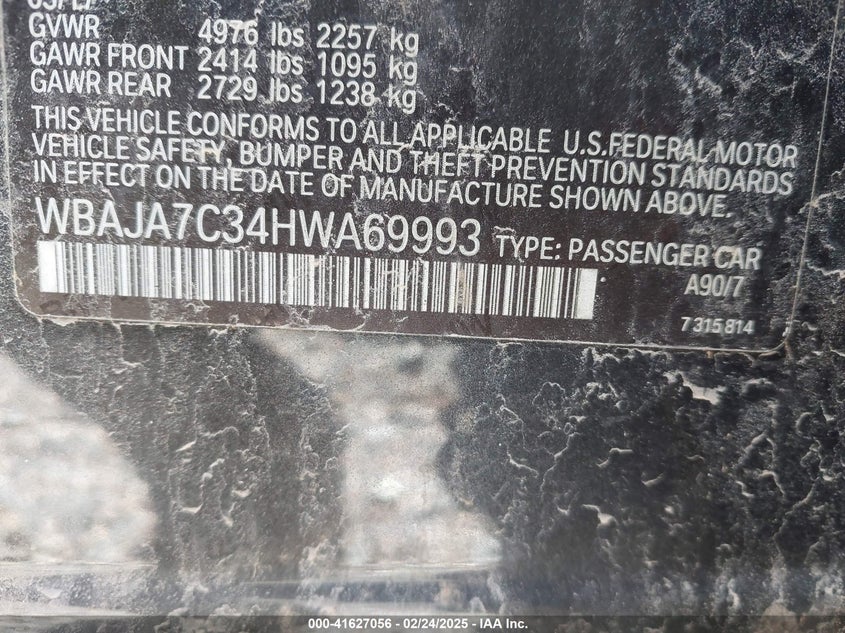 GVWR 4976 lbs 2257 kg
GAWR FRONT 2414 lbs 1095 kg
GAWR REAR 2729 lbs 1238 kg
THIS VEHICLE CONFORMS TO ALL APPLICABLE U.S.FEDERAL MOTOR
VEHICLE SAFETY, BUMPER AND THEFT PREVENTION STANDARDS
IN EFFECT ON THE DATE OF MANUFACTURE SHOWN ABOVE.
WBAJA7C34HWA69993 TYPE: PASSENGER CAR
A90/7
7 315 814
000-41627056 - 02/24/2025 - IAA Inc.